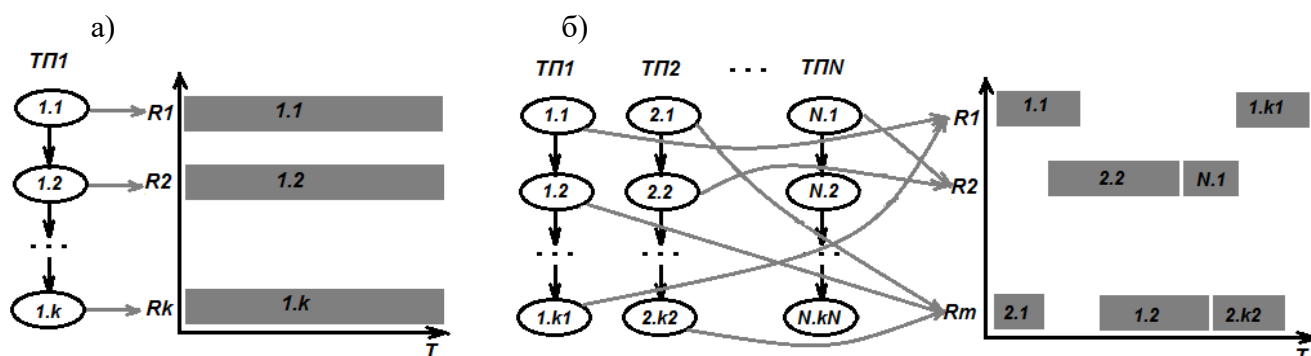 а)
ТП1
1.1
R1
1.1
1.2
R2
1.2
. . .
1.k
Rk
1.k
T
б)
ТП1 ТП2 . . . ТПN
1.1 2.1 N.1
R1
1.1 1.k1
1.2 2.2 N.2
R2
2.2 N.1
. . . . . . . . .
1.k1 2.k2 N.kN
Rm
2.1 1.2 2.k2
T